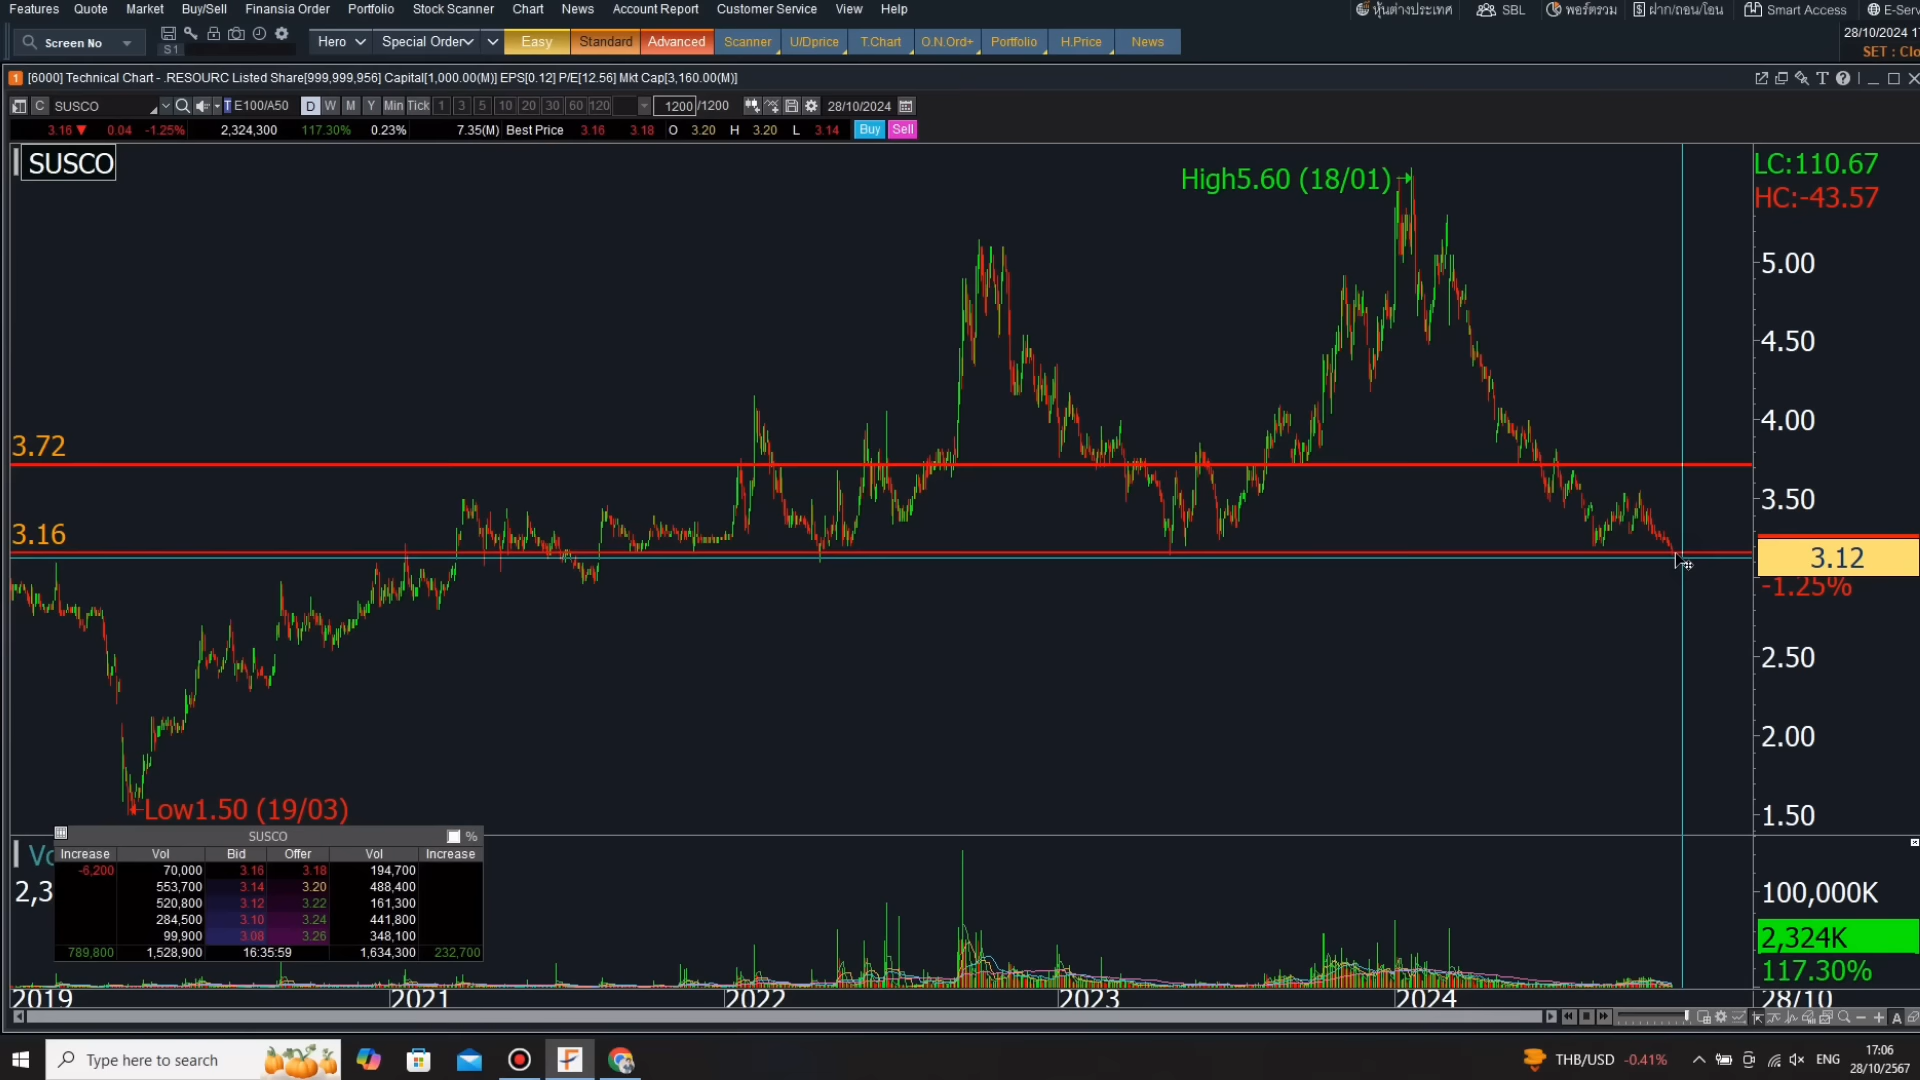 Features Quote Market Buy/Sell Finansia Order Portfolio Stock Scanner Chart News Account Report Customer Service View Help หุ้นต่างประเทศ SBL พอร์ตรวม ฝาก/ถอน/โอน Smart Access E-Serv
Screen No S1 Hero Special Order Easy Standard Advanced Scanner U/Dprice T.Chart O.N.Ord+ Portfolio H.Price News
28/10/2024 17
SET : Clo
1 [6000] Technical Chart - .RESOURC Listed Share[999,999,956] Capital[1,000.00(M)] EPS[0.12] P/E[12.56] Mkt Cap[3,160.00(M)]
C SUSCO T E100/A50 D W M Y Min Tick 1 3 5 10 20 30 60 120 1200 /1200 28/10/2024
3.16 ▼ 0.04 -1.25% 2,324,300 117.30% 0.23% 7.35(M) Best Price 3.16 3.18 O 3.20 H 3.20 L 3.14 Buy Sell
SUSCO
High5.60 (18/01)
LC:110.67
HC:-43.57
5.00
4.50
4.00
3.72
3.50
3.16
3.12
-1.25%
2.50
2.00
1.50
Low1.50 (19/03)
SUSCO %
Increase Vol Bid Offer Vol Increase
-6,200 70,000 3.16 3.18 194,700
553,700 3.14 3.20 488,400
520,800 3.12 3.22 161,300
284,500 3.10 3.24 441,800
99,900 3.08 3.26 348,100
789,800 1,528,900 16:35:59 1,634,300 232,700
Vo
2,3
100,000K
2,324K
117.30%
2019 2021 2022 2023 2024 28/10
A
Type here to search
THB/USD -0.41% ENG
17:06
28/10/2567